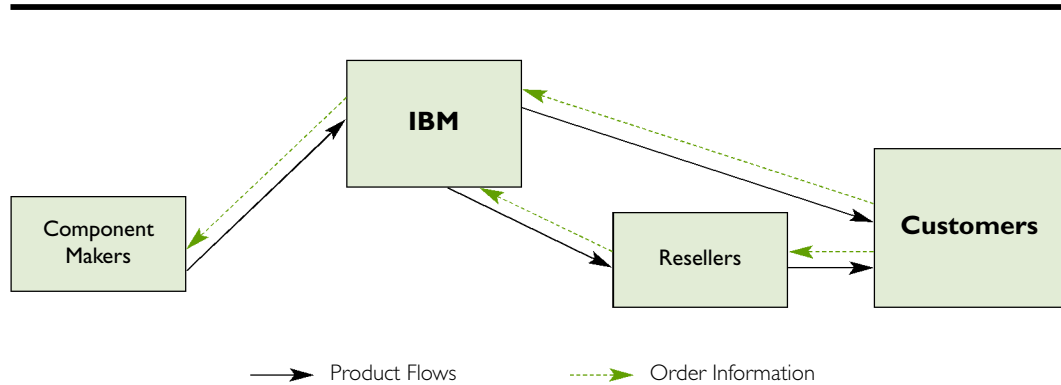 IBM
Component
Makers
Customers
Resellers
Product Flows
Order Information